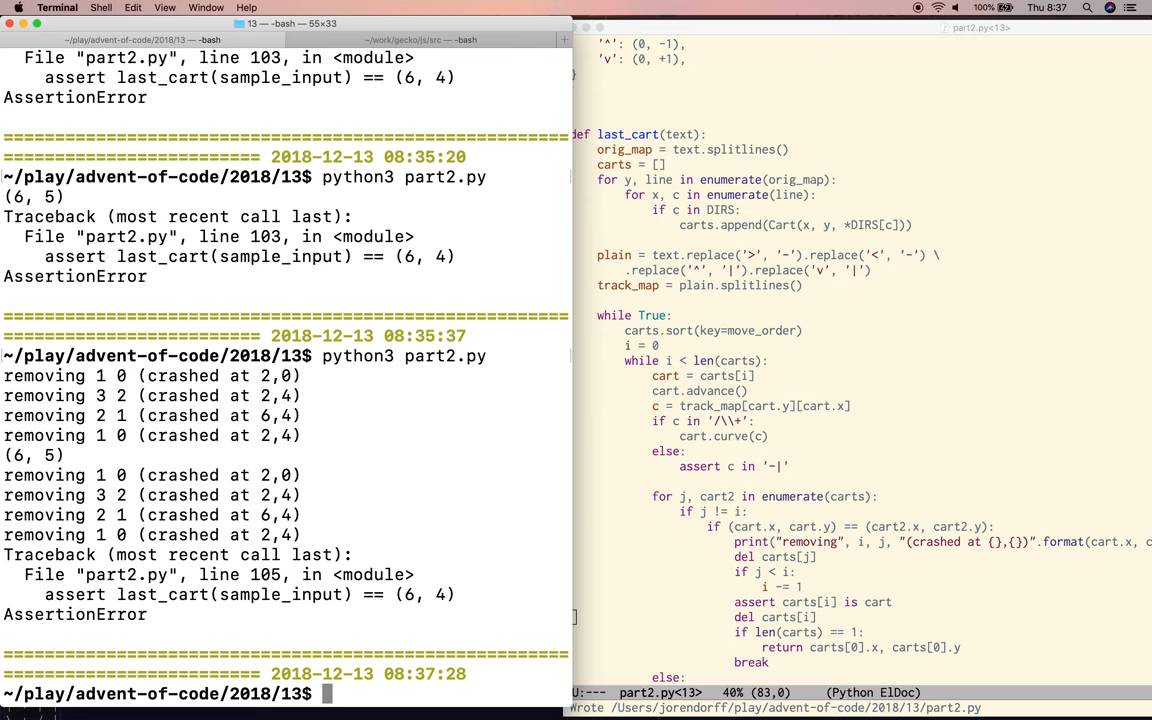 Terminal Shell Edit View Window Help 100% Thu 8:37
13 — -bash — 55×33
~/play/advent-of-code/2018/13 — -bash ~/work/gecko/js/src — -bash +
File "part2.py", line 103, in <module>
assert last_cart(sample_input) == (6, 4)
AssertionError
=======================================================
========================= 2018-12-13 08:35:20
~/play/advent-of-code/2018/13$ python3 part2.py
(6, 5)
Traceback (most recent call last):
File "part2.py", line 103, in <module>
assert last_cart(sample_input) == (6, 4)
AssertionError
=======================================================
========================= 2018-12-13 08:35:37
~/play/advent-of-code/2018/13$ python3 part2.py
removing 1 0 (crashed at 2,0)
removing 3 2 (crashed at 2,4)
removing 2 1 (crashed at 6,4)
removing 1 0 (crashed at 2,4)
(6, 5)
removing 1 0 (crashed at 2,0)
removing 3 2 (crashed at 2,4)
removing 2 1 (crashed at 6,4)
removing 1 0 (crashed at 2,4)
Traceback (most recent call last):
File "part2.py", line 105, in <module>
assert last_cart(sample_input) == (6, 4)
AssertionError
=======================================================
========================= 2018-12-13 08:37:28
~/play/advent-of-code/2018/13$
part2.py<13>
'^': (0, -1),
'v': (0, +1),
}
def last_cart(text):
orig_map = text.splitlines()
carts = []
for y, line in enumerate(orig_map):
for x, c in enumerate(line):
if c in DIRS:
carts.append(Cart(x, y, *DIRS[c]))
plain = text.replace('>', '-').replace('<', '-') \
.replace('^', '|').replace('v', '|')
track_map = plain.splitlines()
while True:
carts.sort(key=move_order)
i = 0
while i < len(carts):
cart = carts[i]
cart.advance()
c = track_map[cart.y][cart.x]
if c in '/\\+':
cart.curve(c)
else:
assert c in '-|'
for j, cart2 in enumerate(carts):
if j != i:
if (cart.x, cart.y) == (cart2.x, cart2.y):
print("removing", i, j, "(crashed at {},{})".format(cart.x, c
del carts[j]
if j < i:
i -= 1
assert carts[i] is cart
del carts[i]
if len(carts) == 1:
return carts[0].x, carts[0].y
break
else:
U:--- part2.py<13> 40% (83,0) (Python ElDoc)
Wrote /Users/jorendorff/play/advent-of-code/2018/13/part2.py